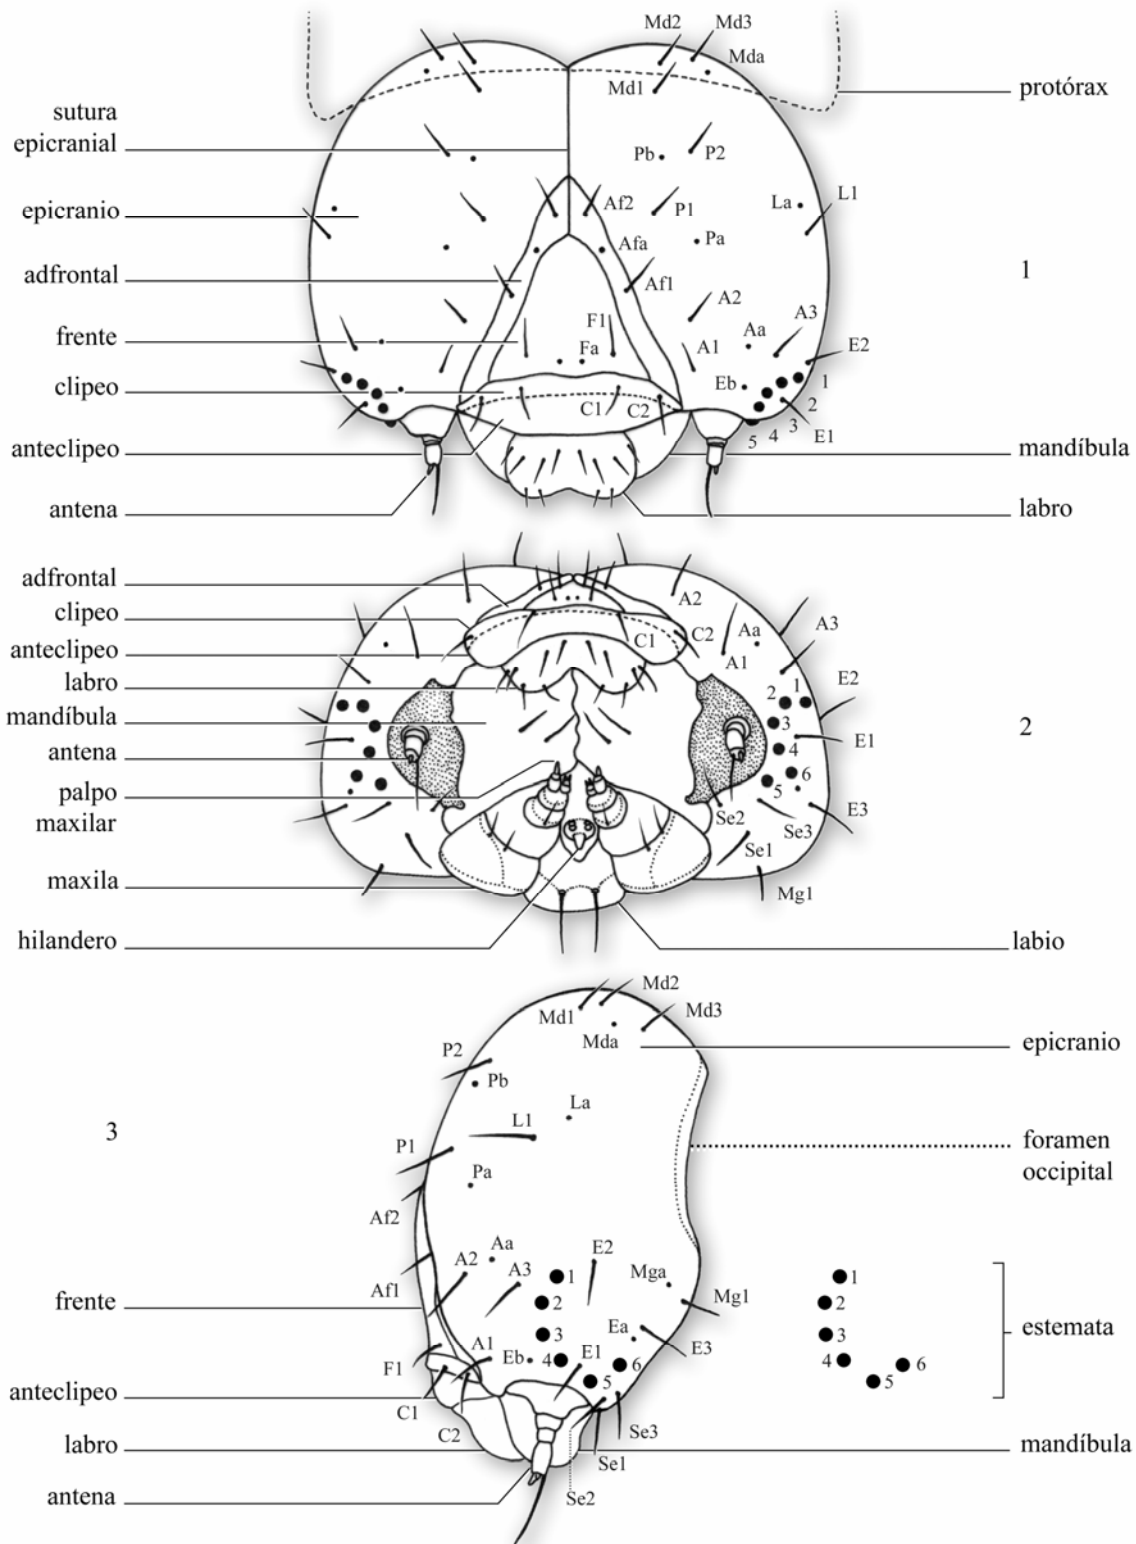 Md2 Md3
Mda
Md1
protórax
sutura
epicranial
Pb P2
epicranio
Af2 P1 La L1
Afa Pa
adfrontal
Af1
1
A2
F1 A3
frente
Fa A1 Aa E2
clipeo
Eb 1
C1 C2 2
3
5 4 E1
anteclipeo
mandíbula
antena
labro
adfrontal
A2
clipeo
C1 C2 Aa A3
anteclipeo
A1
labro
E2
2 1
mandíbula
3
2
antena
4 E1
palpo
maxilar
5 6
E3
Se2 Se3
Se1
maxila
Mg1
hilandero
labio
Md2
Md1 Md3
Mda
epicranio
P2
Pb
La
3
L1
P1
foramen
occipital
Pa
Af2
Aa E2
A2 A3 1
Mga
1
Af1
2
Mg1
2
frente
3
Ea
3
estemata
A1 Eb 4 E1 E3
4 6
F1
6
5
5
anteclipeo
C1
C2
Se3
labro
mandíbula
Se1
antena
Se2